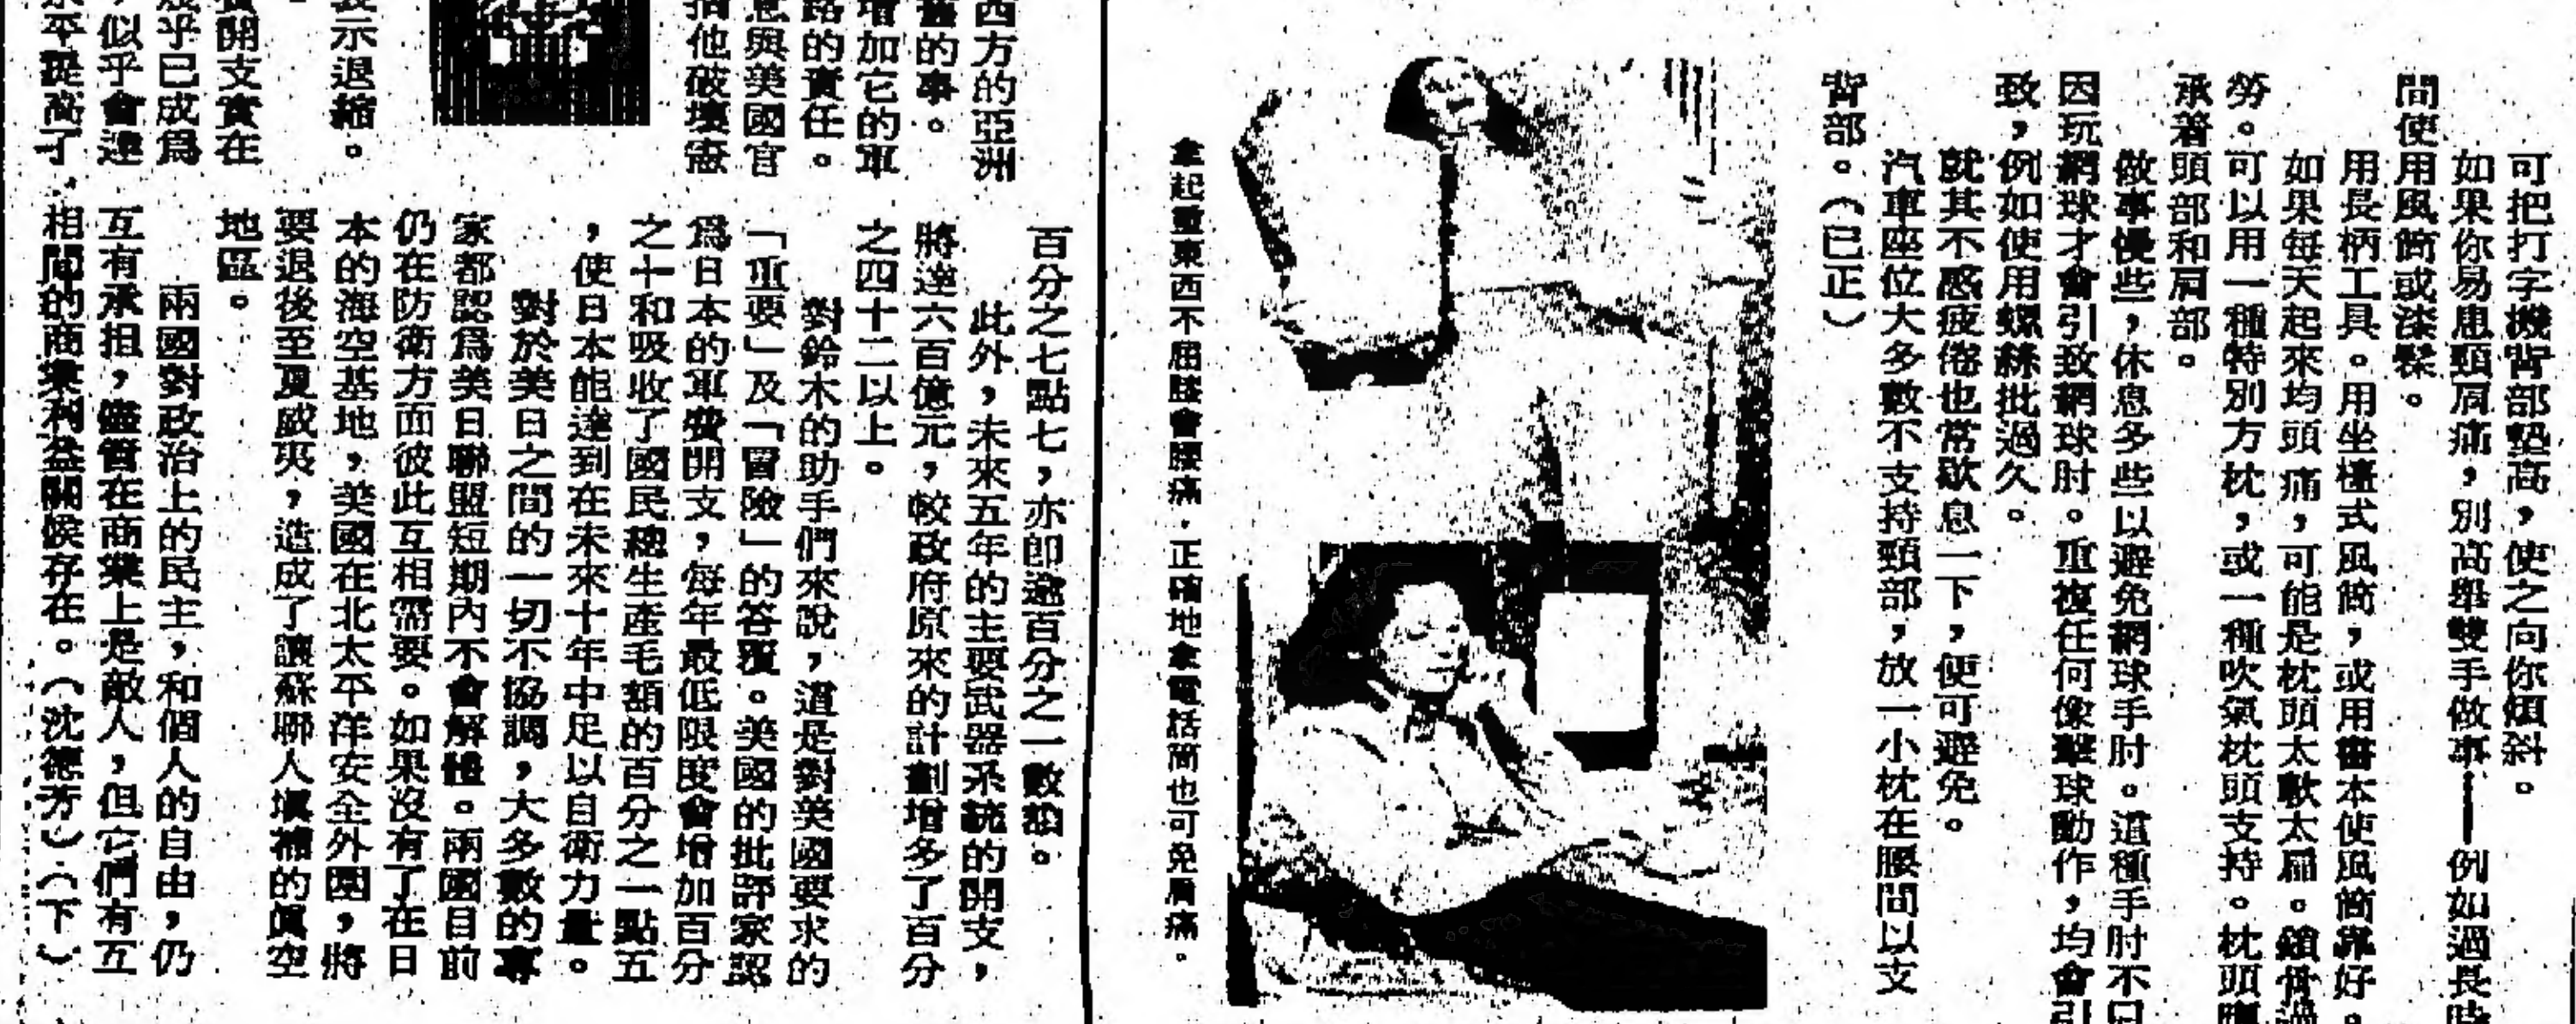 可把打字機背部墊高，使之向你傾斜。
如果你易患頸肩痛，別高舉雙手做事——例如過長時
間使用風筒或漆髹。
用長柄工具。用坐檯式風筒，或用書本使風筒靠好。
如果每天起來均頭痛，可能是枕頭太軟太扁。
勞。可以用一種特別方枕，或一種吹氣枕頭支持。枕頭應
承着頭部和肩部。
做事慢些，休息多些以避免網球手肘。這種手肘不只
因玩網球才會引致網球肘。重複任何像擊球動作，均會引
致，例如使用螺絲批過久。
就其不感疲倦也常歇息一下，便可避免。
汽車座位大多數不支持頸部，放一小枕在腰間以支
背部。（已正）
拿起重東西不屈膝會腰痛．正確地拿電話筒也可免肩痛．
西方的亞洲
舊的事。
增加它的軍
路的責任。
意與美國官
指他破壞憲
表示退縮。
開支實在
幾乎已成爲
，似乎會達
水平提高了．
百分之七點七，亦卽逾百分之一數額。
此外，未來五年的主要武器系統的開支，
將達六百億元，較政府原來的計劃增多了百分
之四十二以上。
對鈴木的助手們來說，這是對美國要求的
「重要」及「冒險」的答覆。美國的批評家認
爲日本的軍費開支，每年最低限度會增加百分
之十和吸收了國民總生產毛額的百分之一點五
，使日本能達到在未來十年中足以自衛力量。
對於美日之間的一切不協調，大多數的專
家都認爲美日聯盟短期內不會解體。兩國目前
仍在防衛方面彼此互相需要。如果沒有了在日
本的海空基地，美國在北太平洋安全外圍，將
要退後至夏威夷，造成了讓蘇聯人塡補的眞空
地區。
兩國對政治上的民主，和個人的自由，仍
互有承担，儘管在商業上是敵人，但它們有互
相間的商業利益關係存在。（沈德芳）（下）